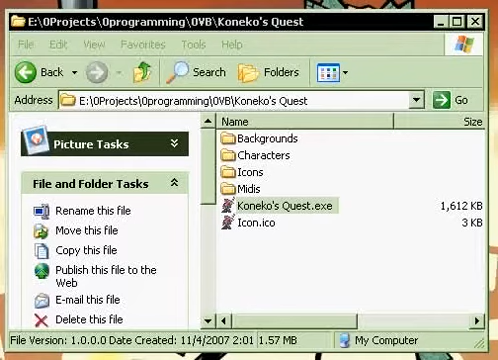 E:\0Projects\0programming\0VB\Koneko's Quest
File Edit View Favorites Tools Help
Back Search Folders
Address E:\0Projects\0programming\0VB\Koneko's Quest Go
Picture Tasks
File and Folder Tasks
Rename this file
Move this file
Copy this file
Publish this file to the
Web
E-mail this file
Delete this file
Name Size
Backgrounds
Characters
Icons
Midis
Koneko's Quest.exe 1,612 KB
Icon.ico 3 KB
File Version: 1.0.0.0 Date Created: 11/4/2007 2:01 1.57 MB My Computer